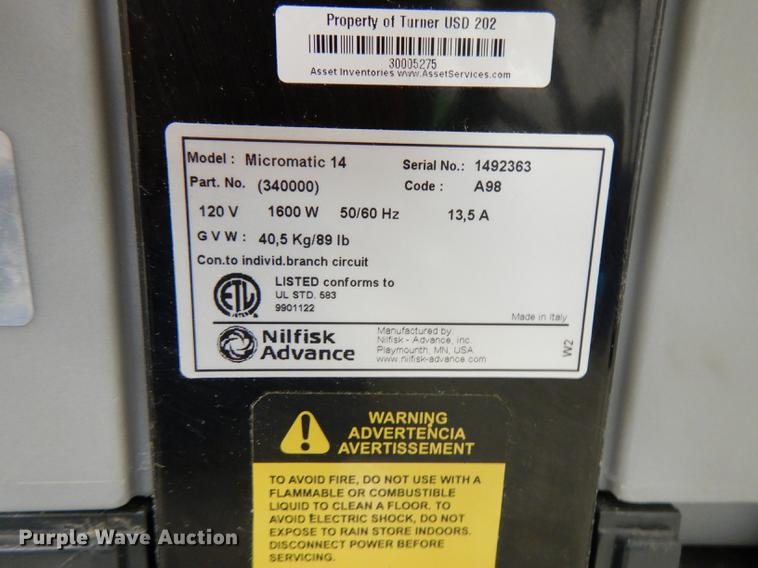 Property of Turner USD 202
30005275
Asset Inventories www.AssetServices.com
Model : Micromatic 14 Serial No.: 1492363
Part. No. (340000) Code : A98
120 V 1600 W 50/60 Hz 13,5 A
G V W : 40,5 Kg/89 lb
Con.to individ.branch circuit
ETL
LISTED conforms to
UL STD. 583
9901122
Made in Italy
Nilfisk
Advance
Manufactured by:
Nilfisk - Advance, inc.
Playmounth, MN, USA
www.nilfisk-advance.com
W2
WARNING
ADVERTENCIA
AVERTISSEMENT
TO AVOID FIRE, DO NOT USE WITH A
FLAMMABLE OR COMBUSTIBLE
LIQUID TO CLEAN A FLOOR. TO
AVOID ELECTRIC SHOCK, DO NOT
EXPOSE TO RAIN STORE INDOORS.
DISCONNECT POWER BEFORE
SERVICING.
Purple Wave Auction